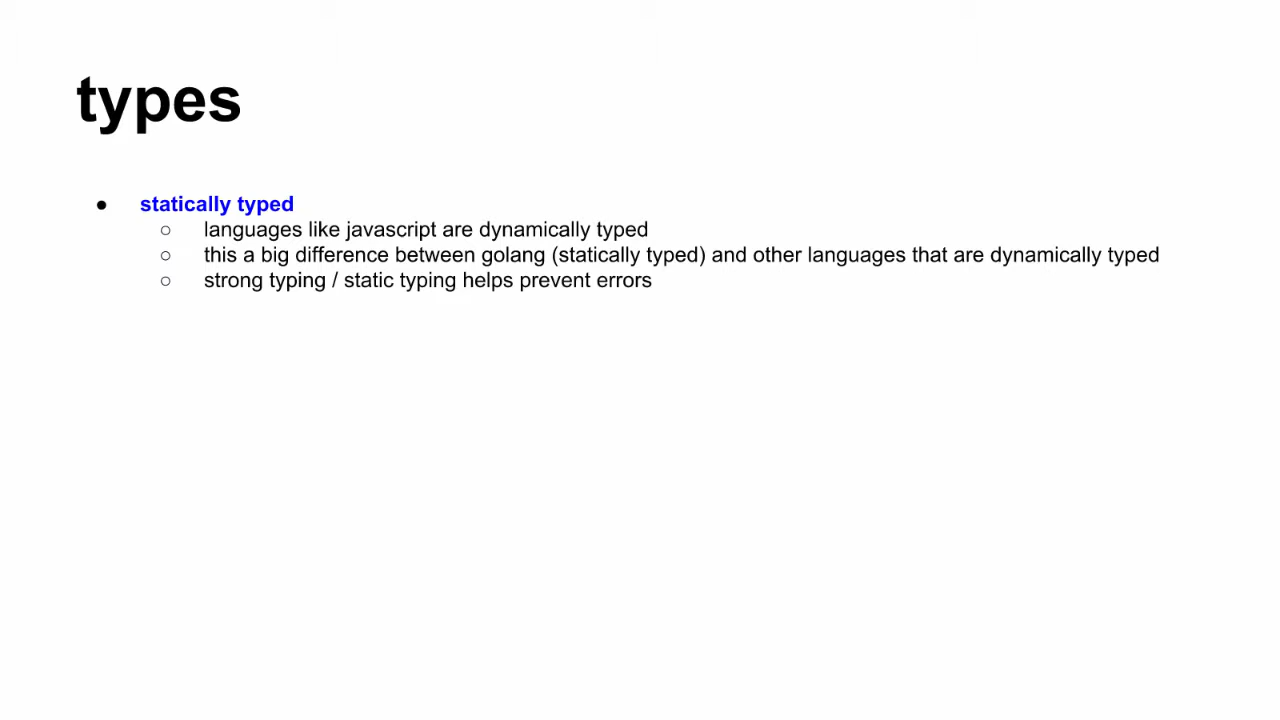 types
● statically typed
○ languages like javascript are dynamically typed
○ this a big difference between golang (statically typed) and other languages that are dynamically typed
○ strong typing / static typing helps prevent errors